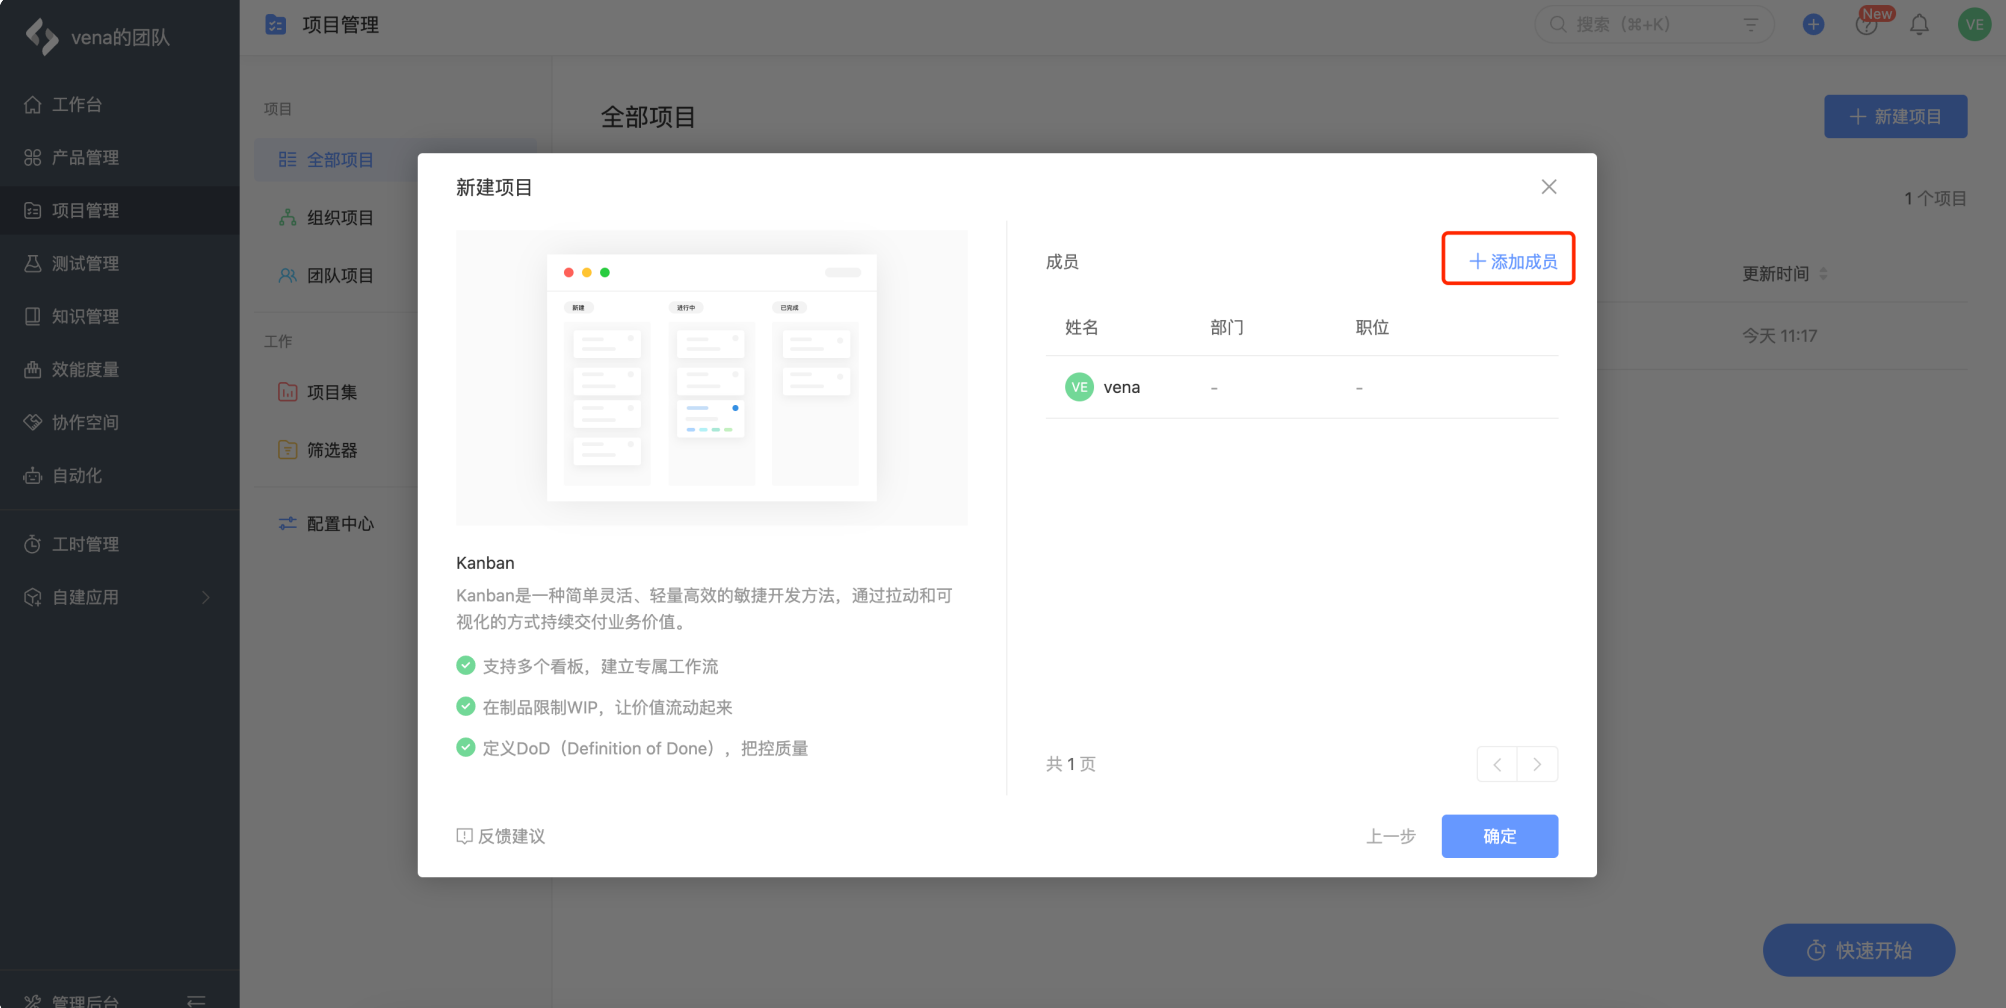 vena的团队
工作台
产品管理
项目管理
测试管理
知识管理
效能度量
协作空间
自动化
工时管理
自建应用
管理后台
项目管理
搜索（⌘+K）
New
VE
项目
全部项目
组织项目
团队项目
工作
项目集
筛选器
配置中心
全部项目
新建项目
1 个项目
更新时间
今天 11:17
新建项目
新建
进行中
已完成
Kanban
Kanban是一种简单灵活、轻量高效的敏捷开发方法，通过拉动和可
视化的方式持续交付业务价值。
支持多个看板，建立专属工作流
在制品限制WIP，让价值流动起来
定义DoD（Definition of Done），把控质量
反馈建议
成员
添加成员
姓名 部门 职位
VE vena - -
共 1 页
上一步
确定
快速开始